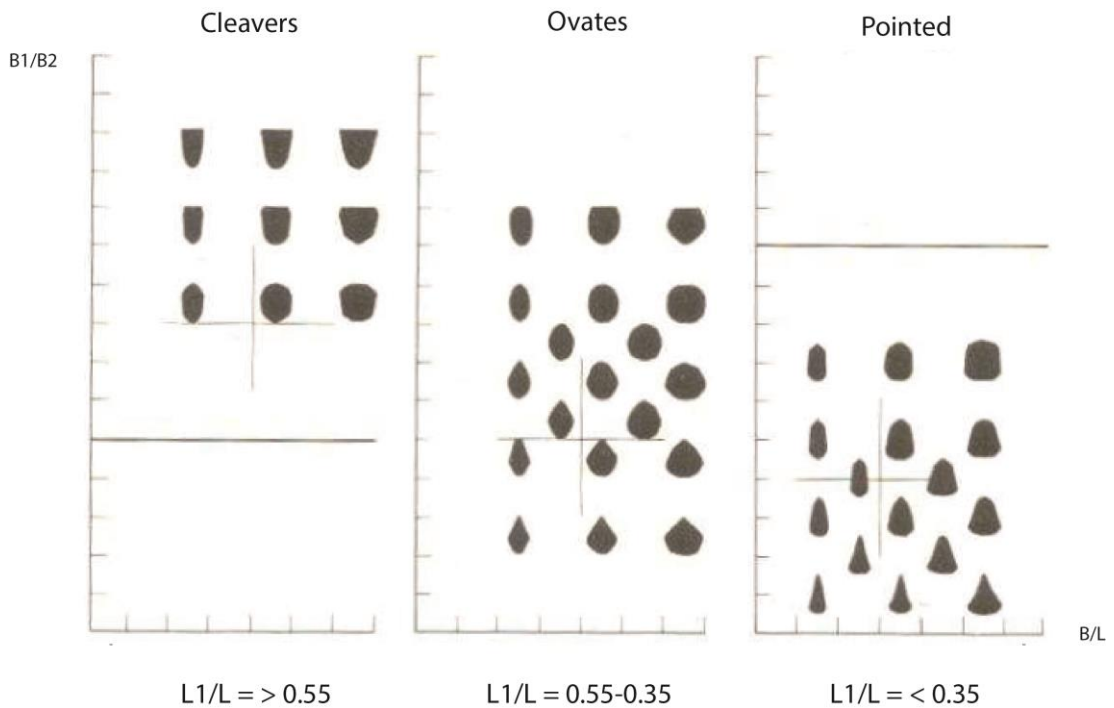 Cleavers
Ovates
Pointed
B1/B2
B/L
L1/L = > 0.55
L1/L = 0.55-0.35
L1/L = < 0.35